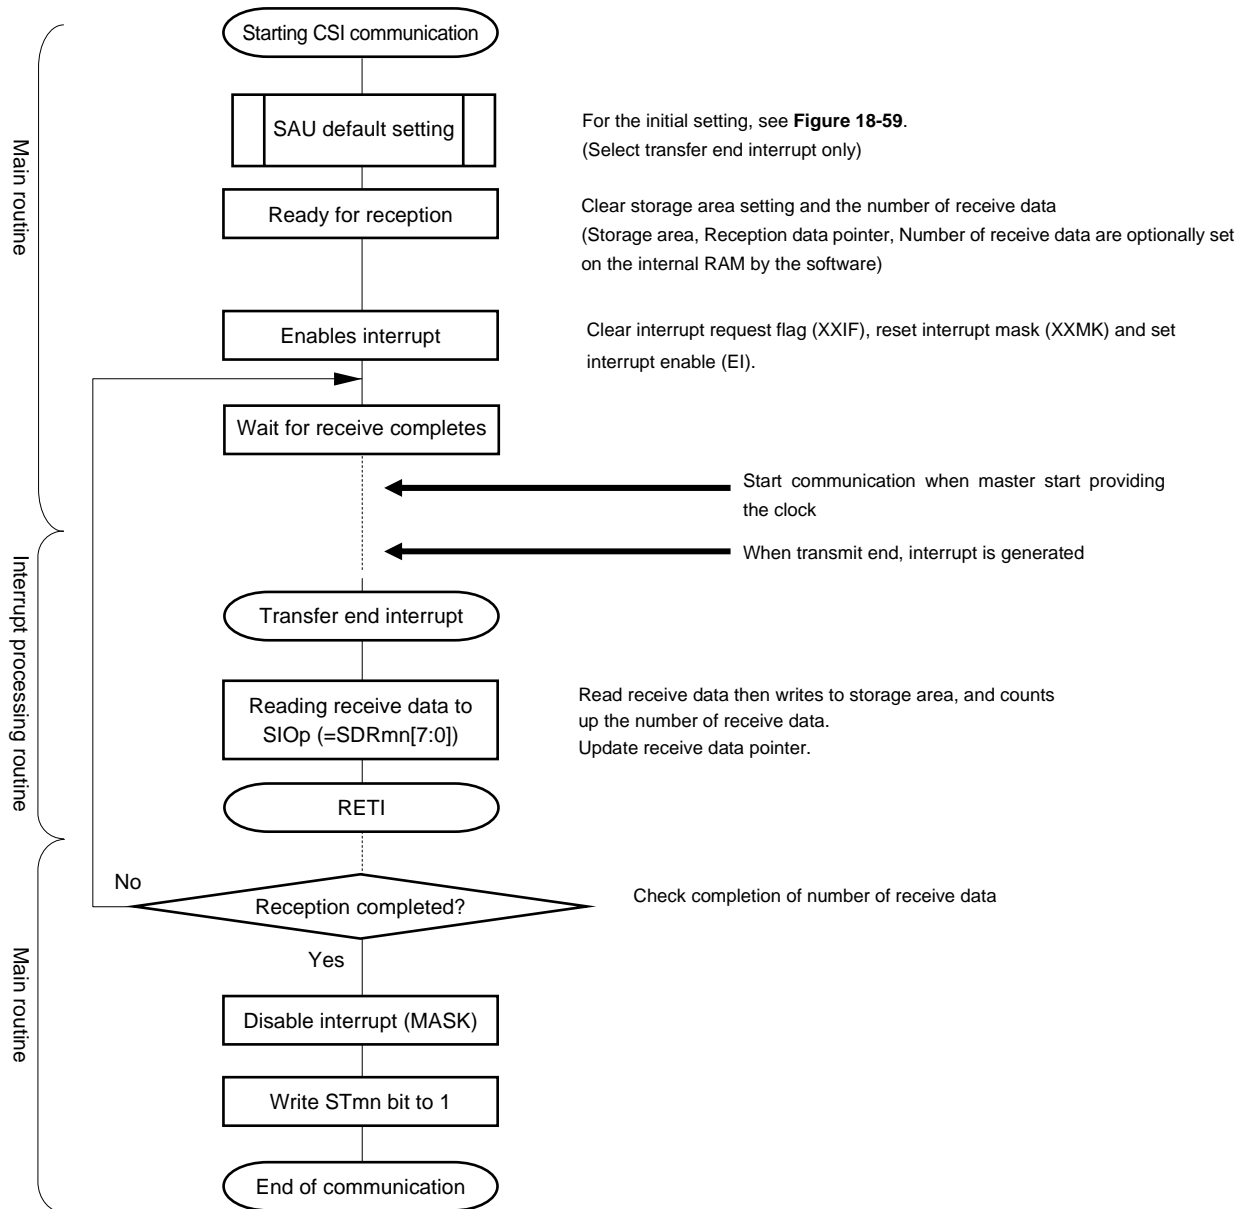 Starting CSI communication
Main routine
SAU default setting
For the initial setting, see Figure 18-59.
(Select transfer end interrupt only)
Ready for reception
Clear storage area setting and the number of receive data
(Storage area, Reception data pointer, Number of receive data are optionally set
on the internal RAM by the software)
Enables interrupt
Clear interrupt request flag (XXIF), reset interrupt mask (XXMK) and set
interrupt enable (EI).
Wait for receive completes
Start communication when master start providing
the clock
When transmit end, interrupt is generated
Interrupt processing routine
Transfer end interrupt
Reading receive data to
SIOp (=SDRmn[7:0])
Read receive data then writes to storage area, and counts
up the number of receive data.
Update receive data pointer.
RETI
No
Reception completed?
Check completion of number of receive data
Yes
Main routine
Disable interrupt (MASK)
Write STmn bit to 1
End of communication